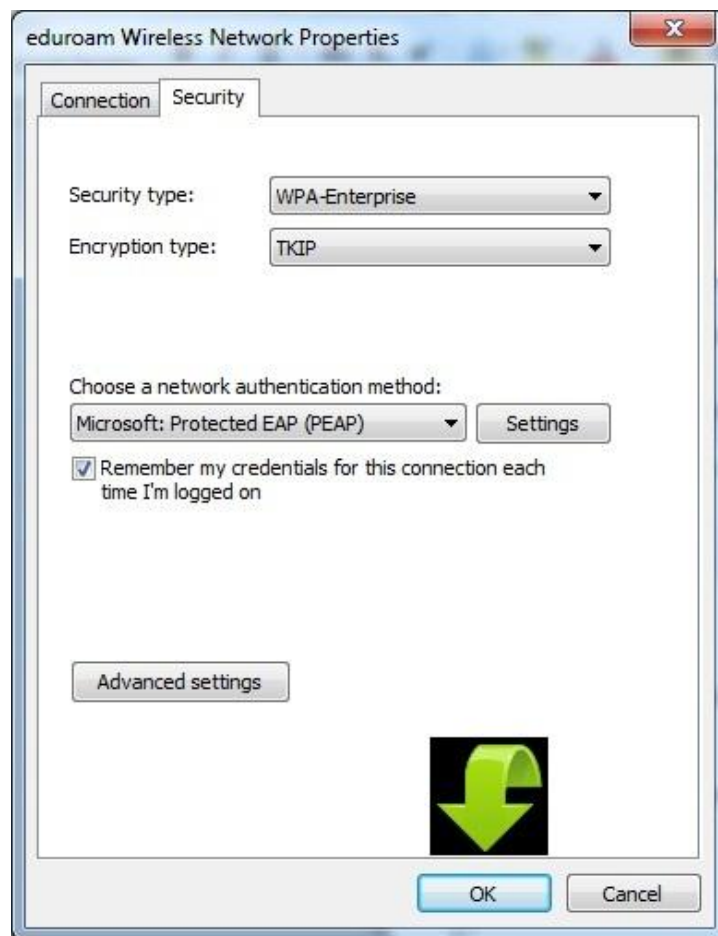 eduroam Wireless Network Properties
Connection
Security
Security type:
WPA-Enterprise
Encryption type:
TKIP
Choose a network authentication method:
Microsoft: Protected EAP (PEAP)
Settings
Remember my credentials for this connection each
time I'm logged on
Advanced settings
OK
Cancel